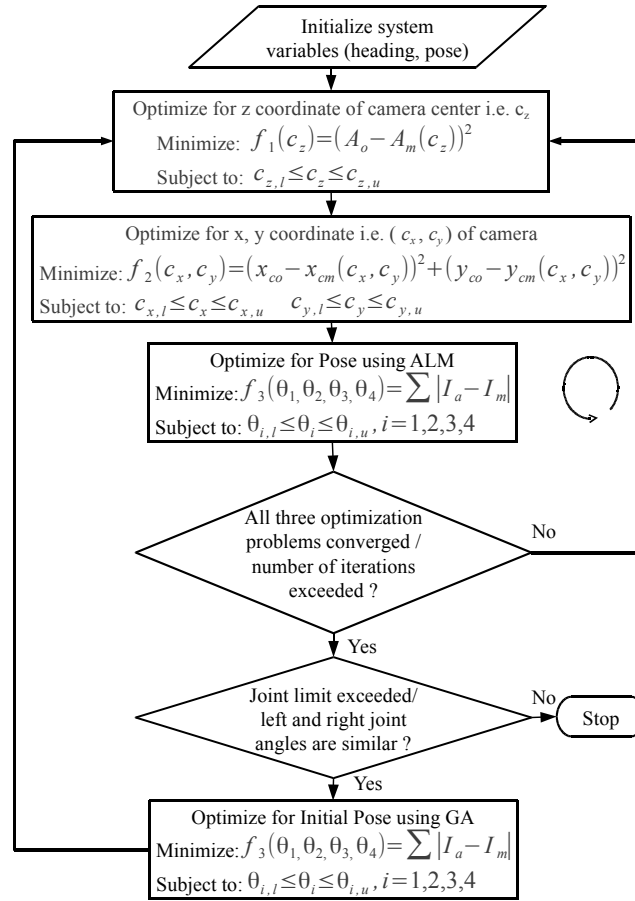 Initialize system
variables (heading, pose)
Optimize for z coordinate of camera center i.e. c_z
Minimize: f_1(c_z)=(A_o−A_m(c_z))^2
Subject to: c_{z,l}≤c_z≤c_{z,u}
Optimize for x, y coordinate i.e. (c_x, c_y) of camera
Minimize: f_2(c_x, c_y)=(x_{co}−x_{cm}(c_x, c_y))^2+(y_{co}−y_{cm}(c_x, c_y))^2
Subject to: c_{x,l}≤c_x≤c_{x,u} c_{y,l}≤c_y≤c_{y,u}
Optimize for Pose using ALM
Minimize: f_3(θ_1,θ_2,θ_3,θ_4)=∑|I_a−I_m|
Subject to: θ_{i,l}≤θ_i≤θ_{i,u}, i=1,2,3,4
All three optimization
problems converged /
number of iterations
exceeded ?
No
Yes
Joint limit exceeded/
left and right joint
angles are similar ?
No
Stop
Yes
Optimize for Initial Pose using GA
Minimize: f_3(θ_1,θ_2,θ_3,θ_4)=∑|I_a−I_m|
Subject to: θ_{i,l}≤θ_i≤θ_{i,u}, i=1,2,3,4